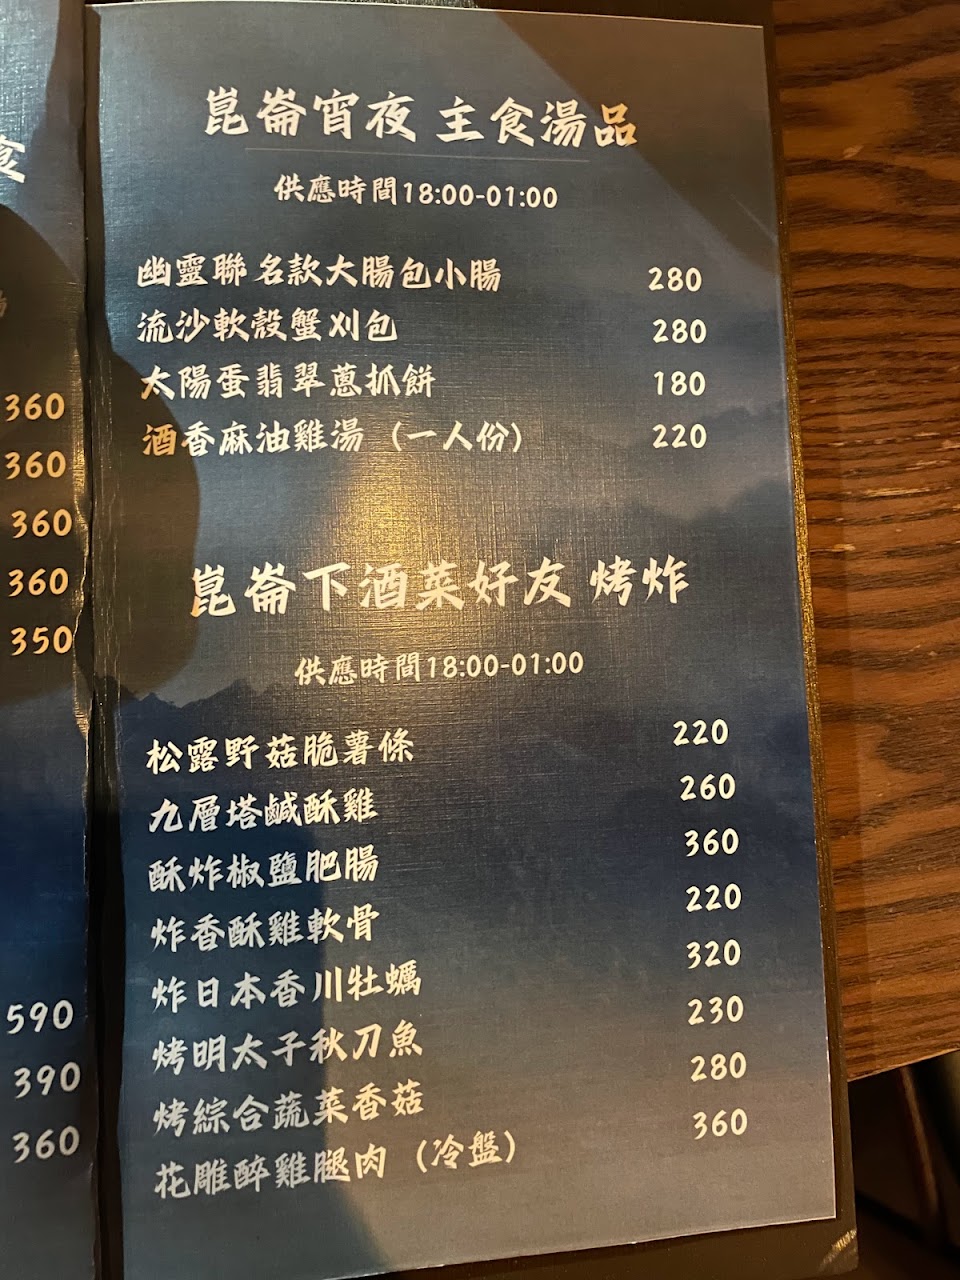 崑崙宵夜 主食湯品
供應時間18:00-01:00
幽靈聯名款大腸包小腸 280
流沙軟殼蟹刈包 280
太陽蛋翡翠蔥抓餅 180
酒香麻油雞湯（一人份） 220
崑崙下酒菜好友 烤炸
供應時間18:00-01:00
松露野菇脆薯條 220
九層塔鹹酥雞 260
酥炸椒鹽肥腸 360
炸香酥雞軟骨 220
炸日本香川牡蠣 320
烤明太子秋刀魚 230
烤綜合蔬菜香菇 280
花雕醉雞腿肉（冷盤） 360
360
360
360
360
350
590
390
360